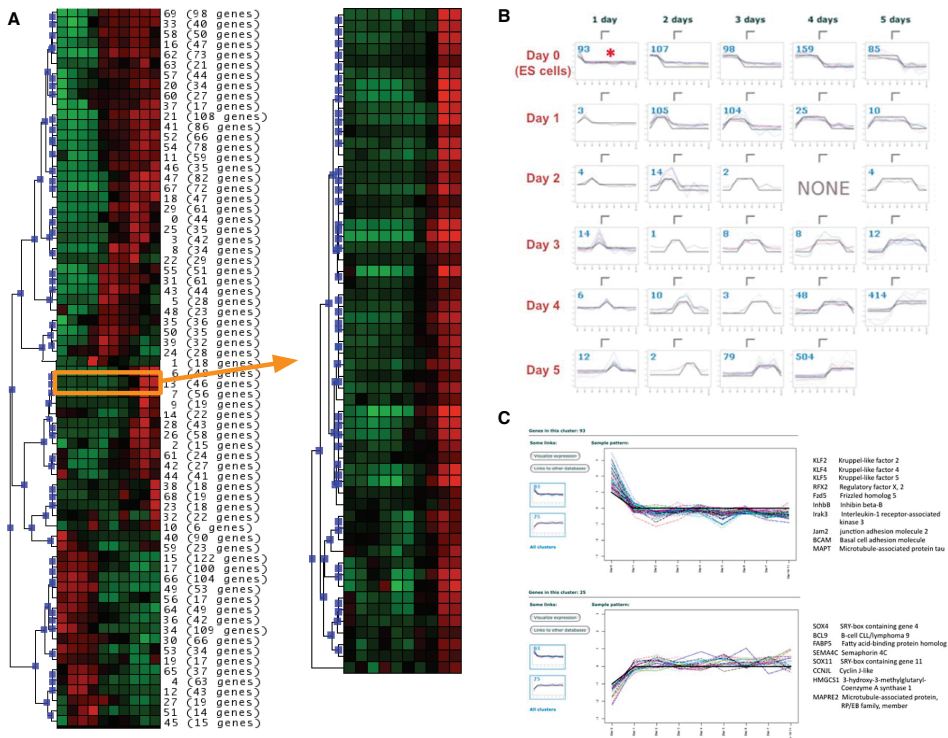 A
69 (98 genes)
33 (40 genes)
58 (50 genes)
16 (47 genes)
62 (73 genes)
63 (21 genes)
57 (44 genes)
20 (34 genes)
60 (27 genes)
37 (17 genes)
21 (108 genes)
41 (86 genes)
52 (66 genes)
54 (78 genes)
11 (59 genes)
46 (35 genes)
47 (82 genes)
67 (72 genes)
18 (47 genes)
29 (61 genes)
0 (44 genes)
25 (35 genes)
3 (42 genes)
8 (34 genes)
22 (29 genes)
55 (51 genes)
31 (61 genes)
43 (44 genes)
5 (28 genes)
48 (23 genes)
35 (36 genes)
50 (35 genes)
39 (32 genes)
24 (28 genes)
1 (18 genes)
6 genes)
13 (46 genes)
7 (56 genes)
9 (19 genes)
14 (22 genes)
28 (43 genes)
26 (58 genes)
2 (15 genes)
61 (24 genes)
42 (27 genes)
44 (41 genes)
38 (18 genes)
68 (19 genes)
23 (18 genes)
32 (22 genes)
10 (6 genes)
40 (90 genes)
59 (23 genes)
15 (122 genes)
17 (100 genes)
66 (104 genes)
49 (53 genes)
56 (17 genes)
64 (49 genes)
36 (42 genes)
34 (109 genes)
30 (66 genes)
53 (34 genes)
19 (17 genes)
65 (37 genes)
4 (63 genes)
12 (43 genes)
27 (19 genes)
51 (14 genes)
45 (15 genes)
B
1 day 2 days 3 days 4 days 5 days
Day 0 (ES cells) 93 * 107 98 159 85
Day 1 3 105 104 25 10
Day 2 4 14 2 NONE 4
Day 3 14 1 8 8 12
Day 4 6 10 3 48 414
Day 5 12 2 79 504
C
Genes in this cluster: 93
Some links: Sample pattern:
Visualize expression
Links to other databases
All clusters
KLF2 Kruppel-like factor 2
KLF4 Kruppel-like factor 4
KLF5 Kruppel-like factor 5
RFX2 Regulatory factor X, 2
Fzd5 Frizzled homolog 5
InhbB Inhibin beta-B
Irak3 Interleukin-1 receptor-associated
kinase 3
Jam2 junction adhesion molecule 2
BCAM Basal cell adhesion molecule
MAPT Microtubule-associated protein tau
Genes in this cluster: 25
Some links: Sample pattern:
Visualize expression
Links to other databases
All clusters
SOX4 SRY-box containing gene 4
BCL9 B-cell CLL/lymphoma 9
FABP5 Fatty acid-binding protein homolog
SEMA4C Semaphorin 4C
SOX11 SRY-box containing gene 11
CCNJL Cyclin J-like
HMGCS1 3-hydroxy-3-methylglutaryl-
Coenzyme A synthase 1
MAPRE2 Microtubule-associated protein,
RP/EB family, member